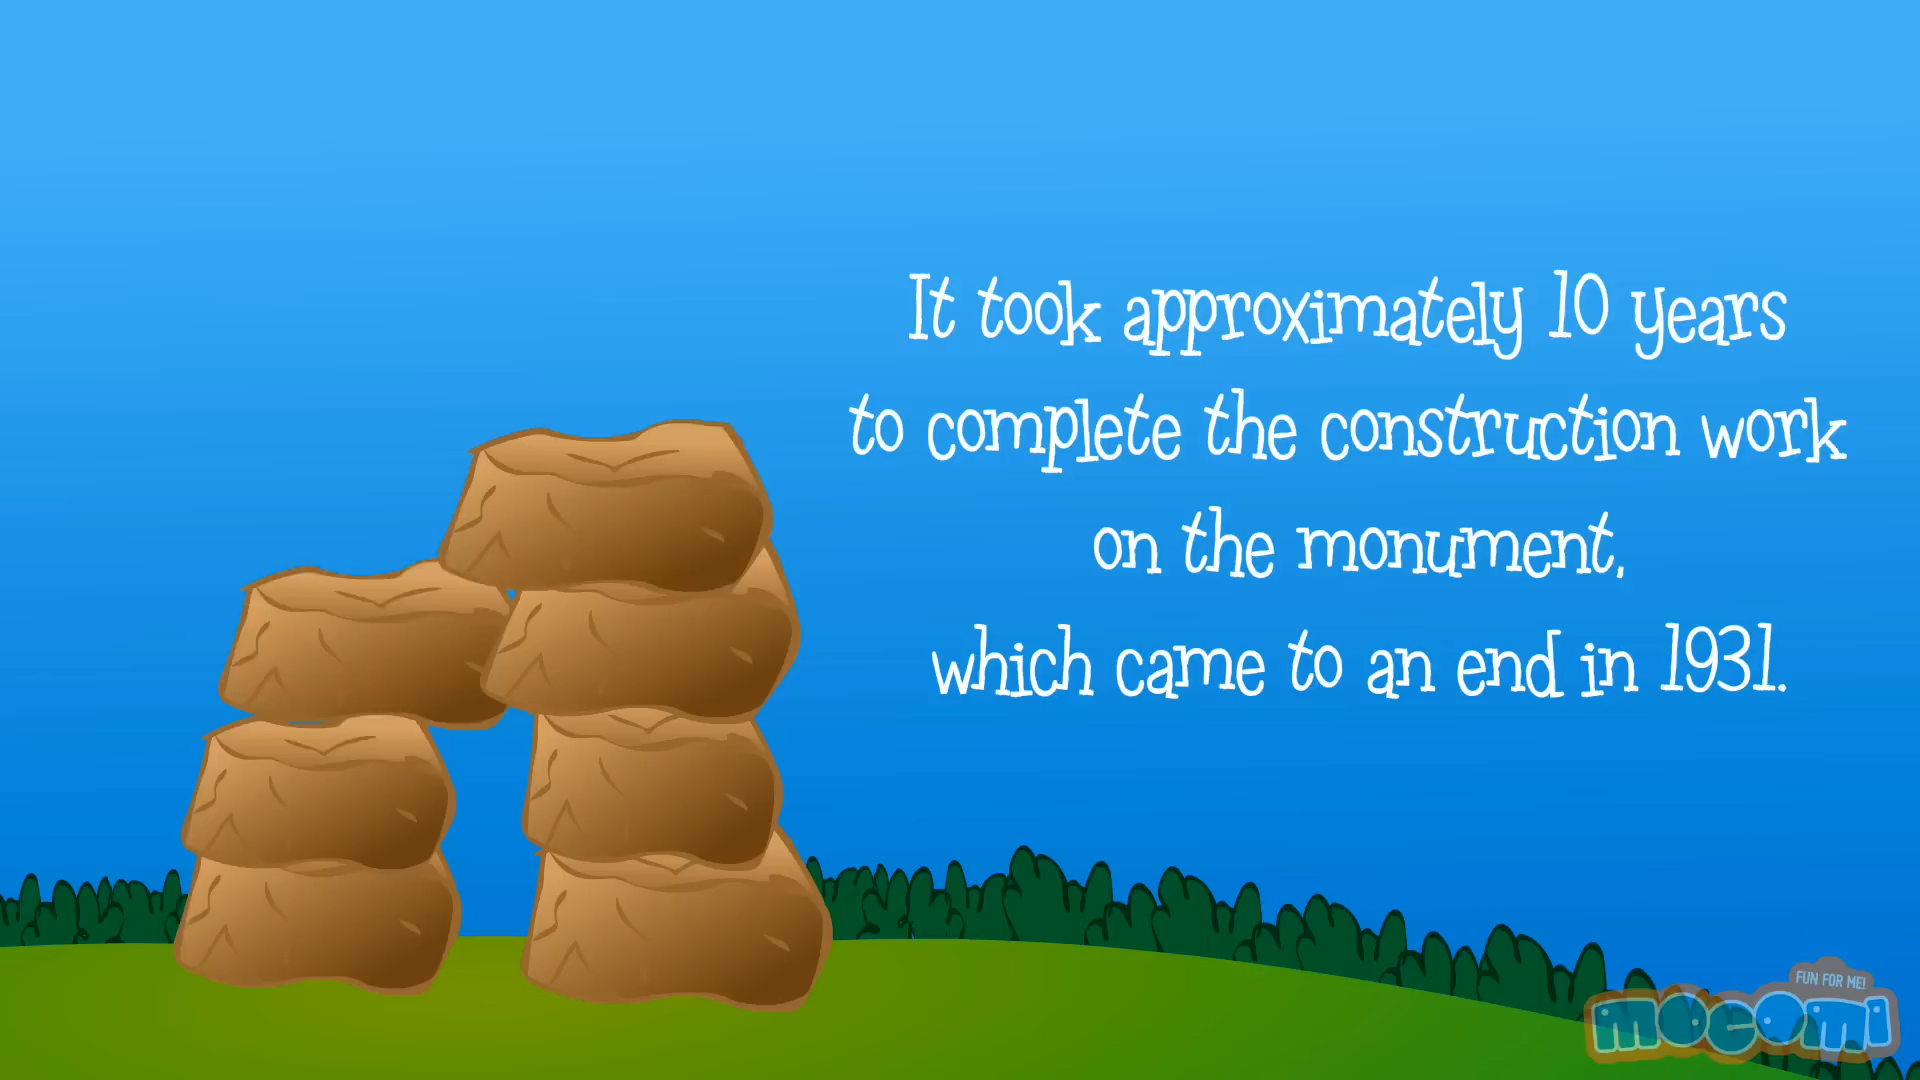 It took approximately 10 years
to complete the construction work
on the monument,
which came to an end in 1931.
FUN FOR ME!
mocomi